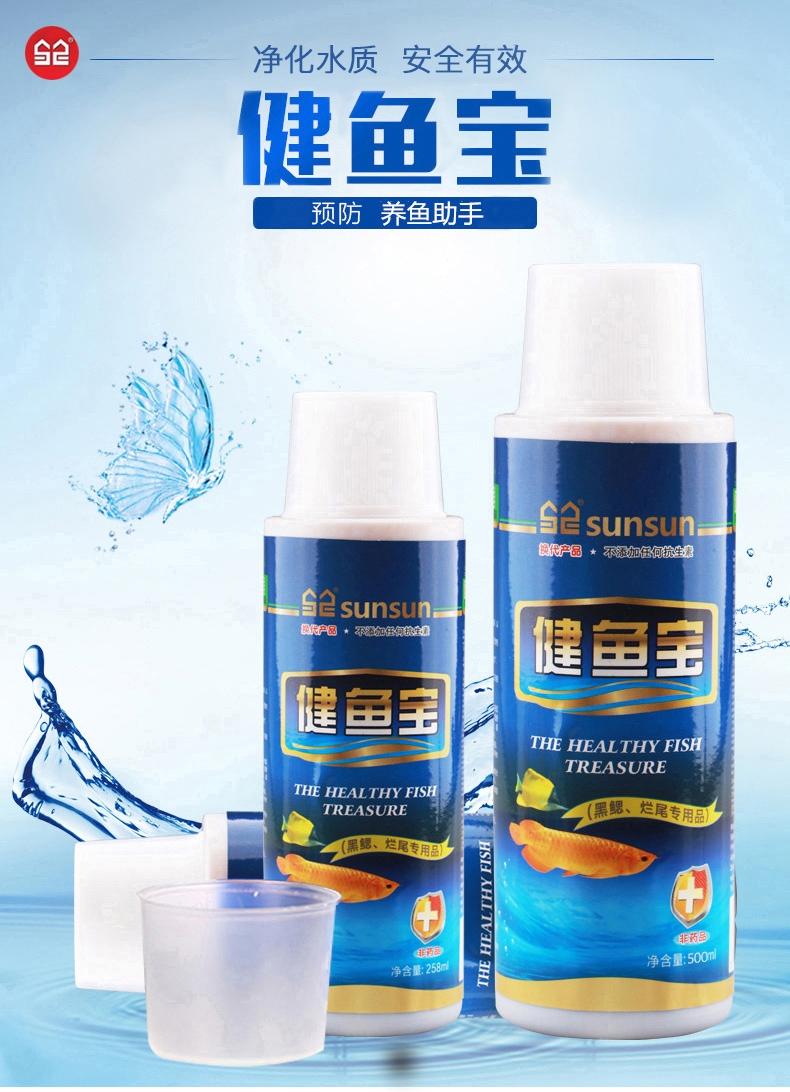 净化水质 安全有效
健鱼宝
预防 养鱼助手
sunsun
换代产品 ★ 不添加任何抗生素
健鱼宝
THE HEALTHY FISH
TREASURE
(黑鳃、烂尾专用品)
非药品
净含量: 258ml
sunsun
换代产品 ★ 不添加任何抗生素
健鱼宝
THE HEALTHY FISH
TREASURE
(黑鳃、烂尾专用品)
非药品
净含量: 500ml
THE HEALTHY FISH